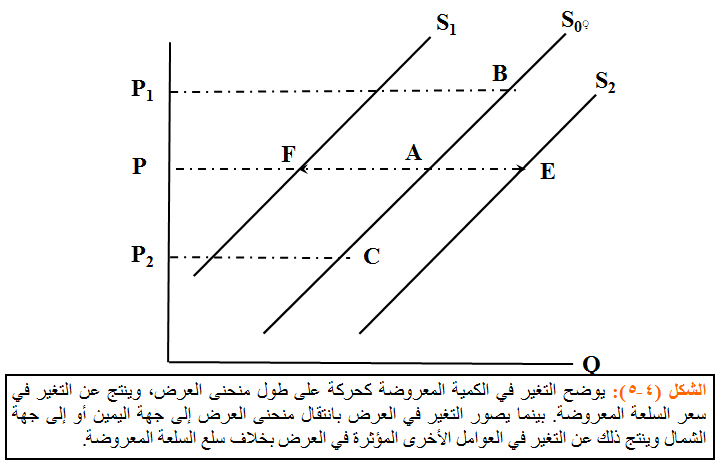 S1
S0♀
B
S2
P1
F
A
P
E
P2
C
Q
الشكل (٤-٥): يوضح التغير في الكمية المعروضة كحركة على طول منحنى العرض، وينتج عن التغير في
سعر السلعة المعروضة. بينما يصور التغير في العرض بانتقال منحنى العرض إلى جهة اليمين أو إلى جهة
الشمال وينتج ذلك عن التغير في العوامل الأخرى المؤثرة في العرض بخلاف سلع السلعة المعروضة.